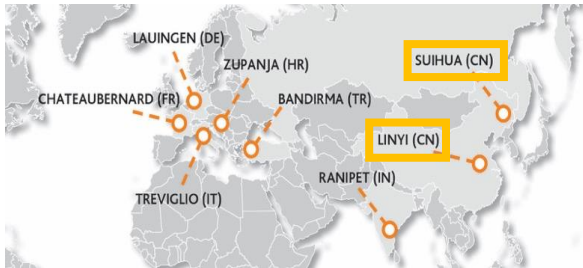 LAUINGEN (DE)
ZUPANJA (HR)
SUIHUA (CN)
CHATEAUBERNARD (FR)
BANDIRMA (TR)
LINYI (CN)
RANIPET (IN)
TREVIGLIO (IT)